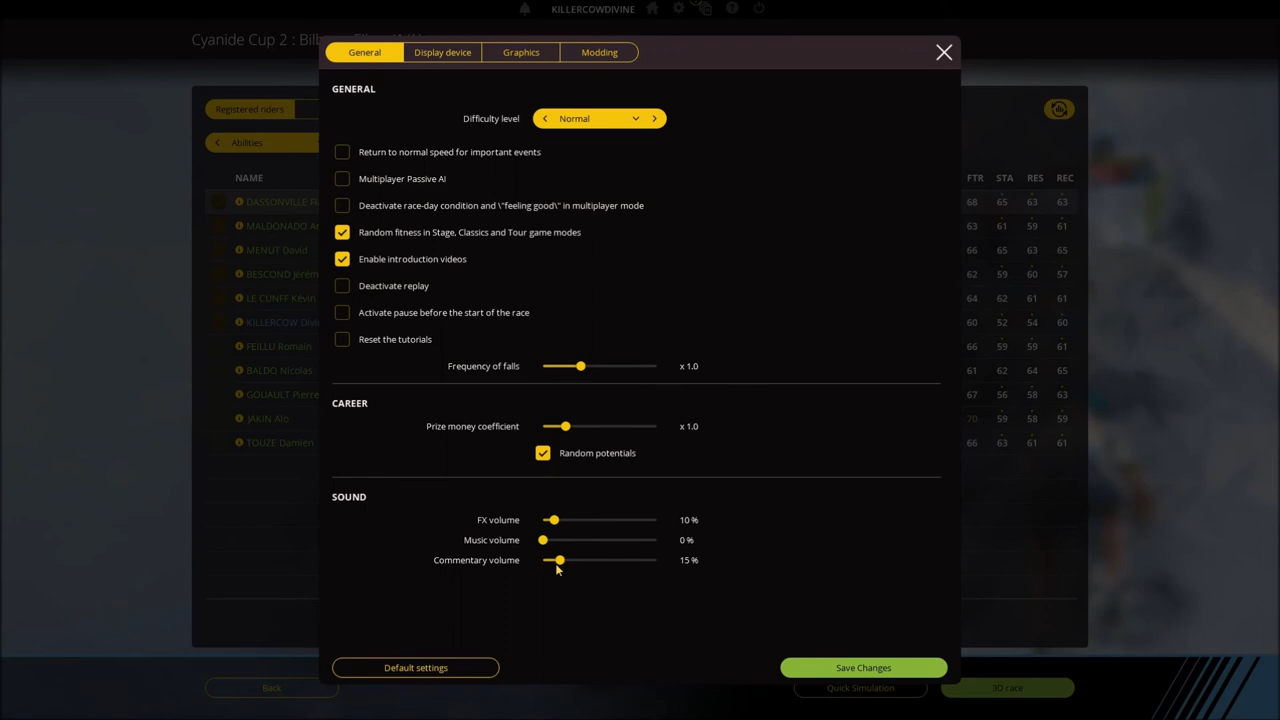 KILLERCOWDIVINE
Cyanide Cup 2 :
General
Display device
Graphics
Modding
GENERAL
Difficulty level
Normal
Return to normal speed for important events
Multiplayer Passive AI
Deactivate race-day condition and \"feeling good\" in multiplayer mode
Random fitness in Stage, Classics and Tour game modes
Enable introduction videos
Deactivate replay
Activate pause before the start of the race
Reset the tutorials
Frequency of falls x 1.0
CAREER
Prize money coefficient x 1.0
Random potentials
SOUND
FX volume 10 %
Music volume 0 %
Commentary volume 15 %
Default settings
Save Changes
Registered riders
Abilities
NAME FTR STA RES REC
DASSONVILLE 68 65 63 63
MALDONADO 63 61 59 61
MENUT David 66 65 63 65
BESCOND Jérém 62 59 60 57
LE CUNFF Kévin 64 62 61 61
KILLERCOW Divi 60 52 54 60
FEILLU Romain 66 59 59 61
BALDO Nicolas 61 62 64 65
GOUAULT Pierre 67 56 58 63
JAKIN Alo 70 59 58 59
TOUZE Damien 66 63 61 61
Back
Quick Simulation
3D race